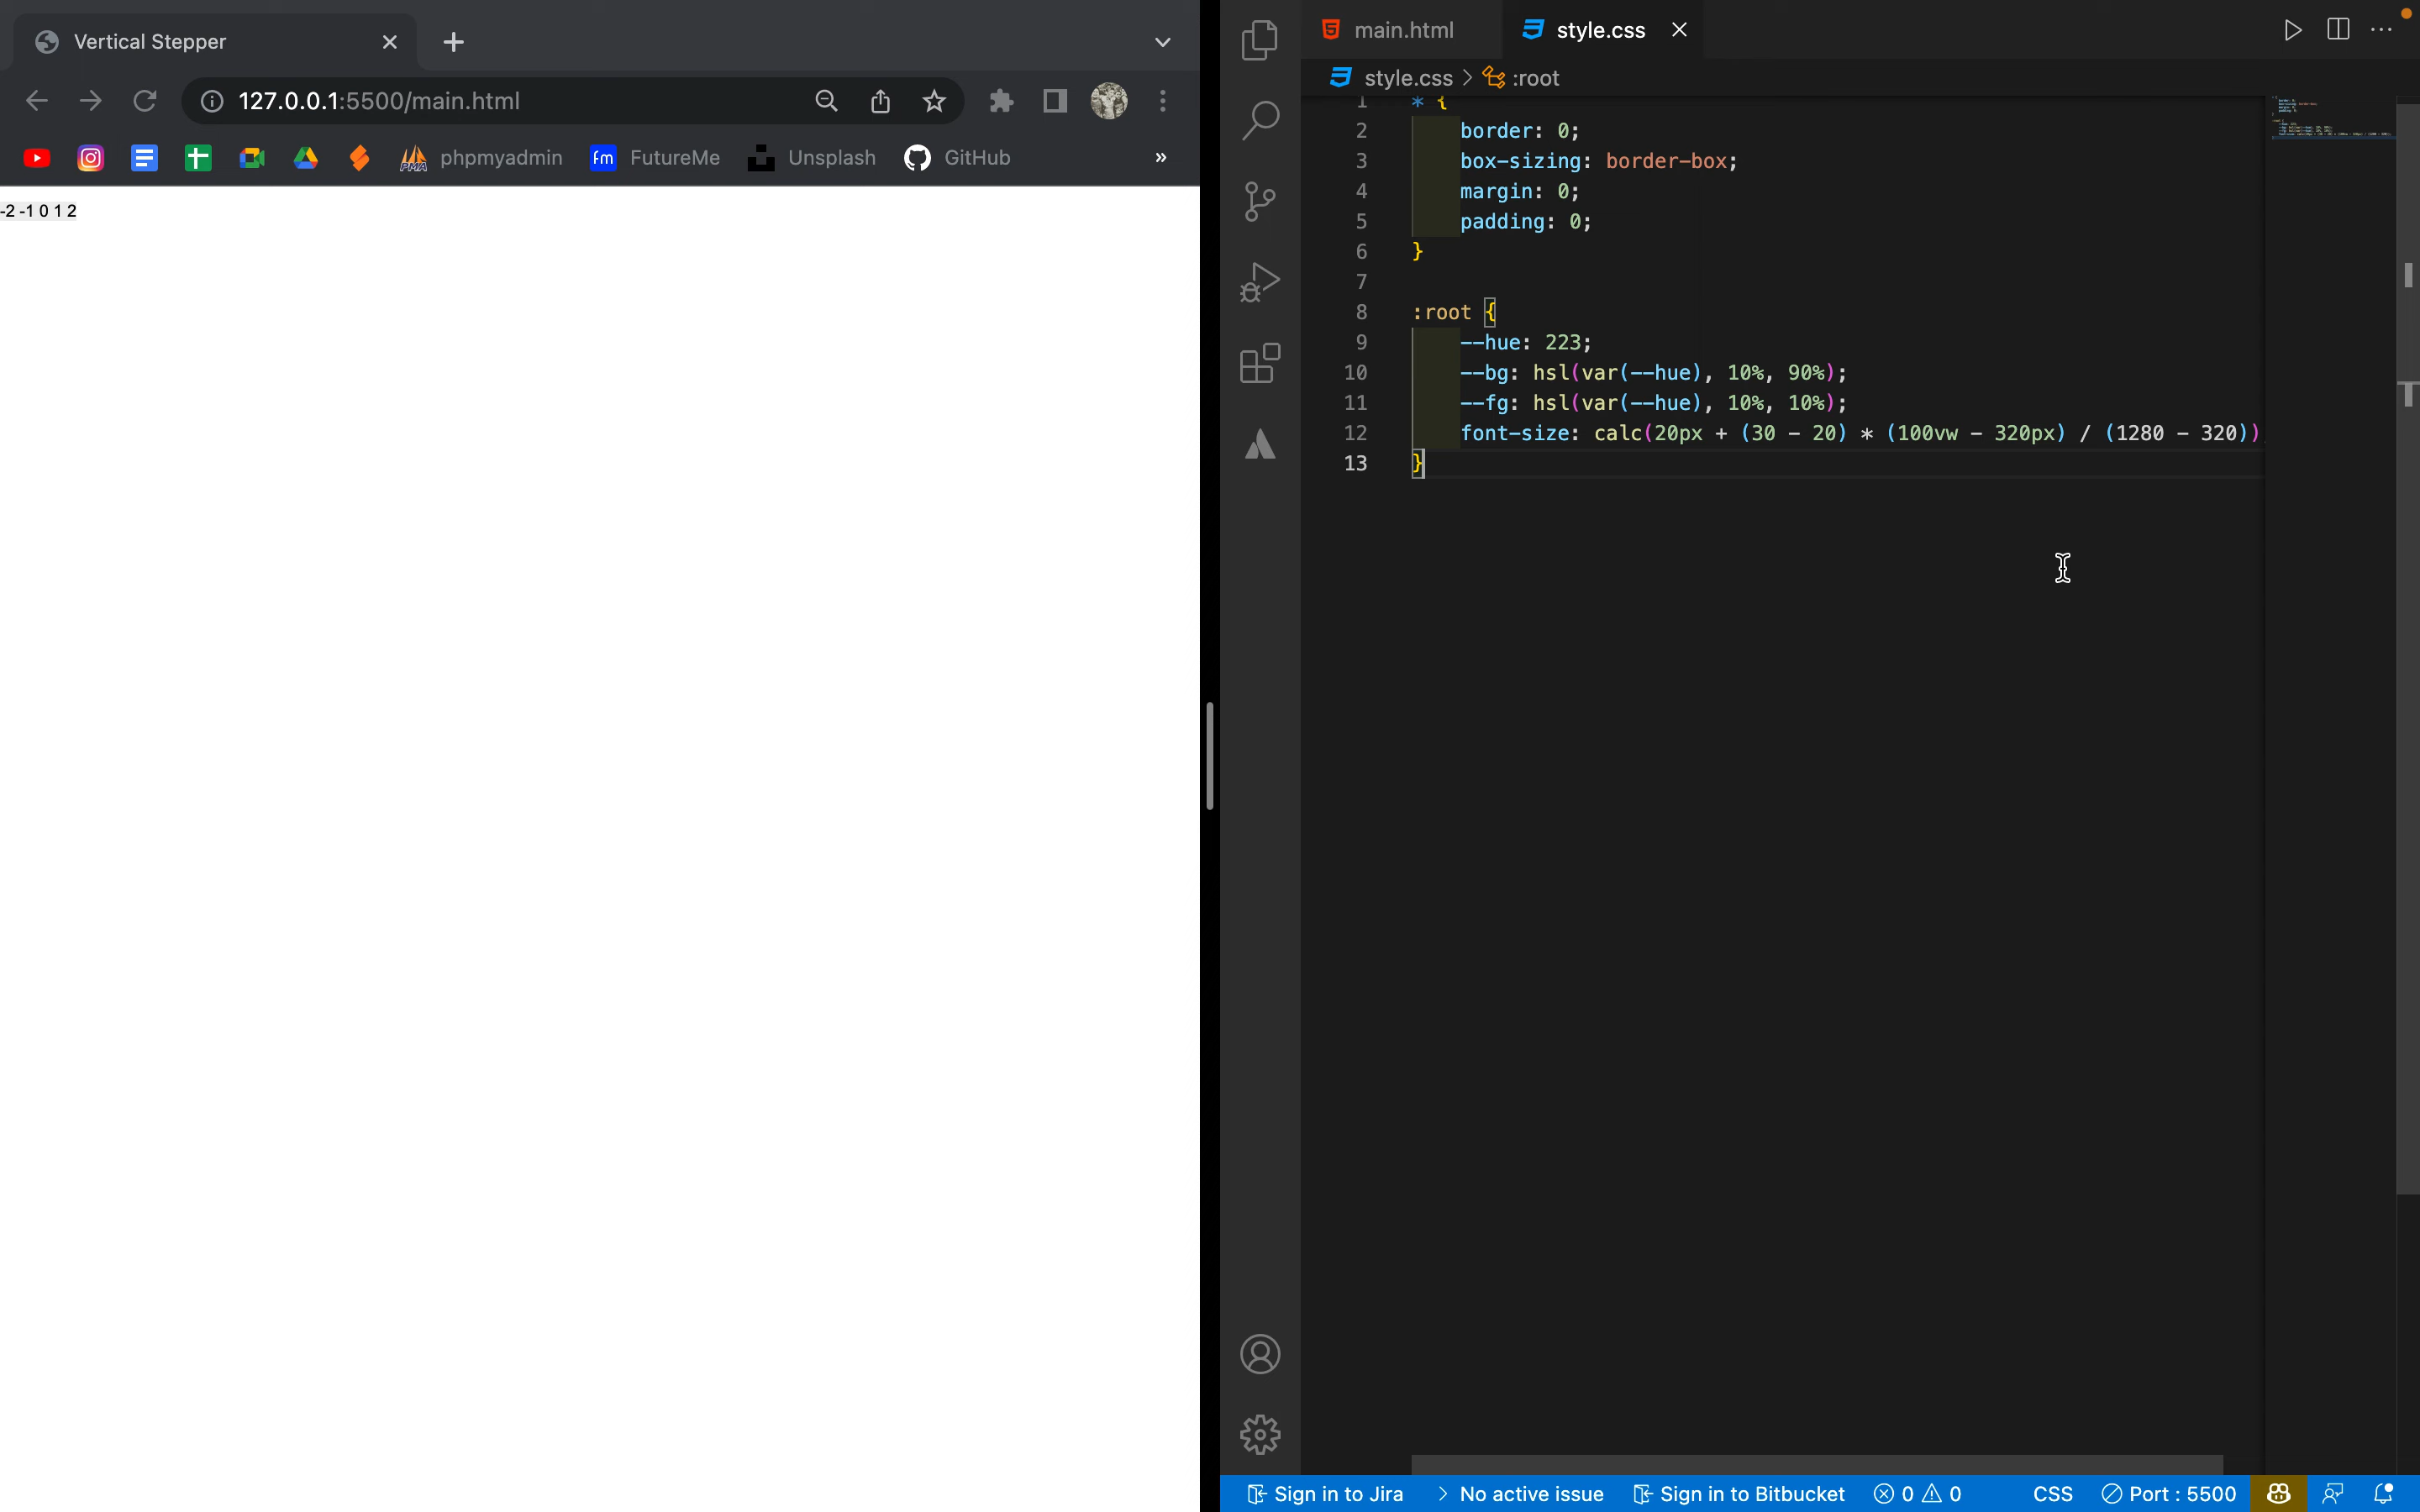 Vertical Stepper
127.0.0.1:5500/main.html
PMA phpmyadmin fm FutureMe Unsplash GitHub »
-2 -1 0 1 2
main.html style.css
style.css > :root
1 * {
2 border: 0;
3 box-sizing: border-box;
4 margin: 0;
5 padding: 0;
6 }
7
8 :root {
9 --hue: 223;
10 --bg: hsl(var(--hue), 10%, 90%);
11 --fg: hsl(var(--hue), 10%, 10%);
12 font-size: calc(20px + (30 - 20) * (100vw - 320px) / (1280 - 320))
13 }
Sign in to Jira > No active issue Sign in to Bitbucket 0 0 CSS Port : 5500